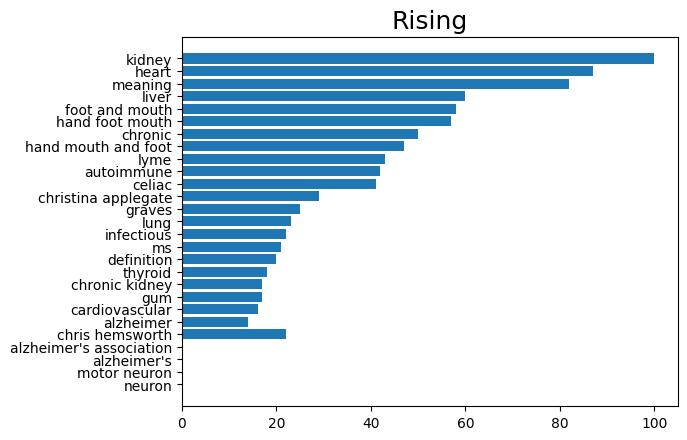 Rising
kidney
heart
meaning
liver
foot and mouth
hand foot mouth
chronic
hand mouth and foot
lyme
autoimmune
celiac
christina applegate
graves
lung
infectious
ms
definition
thyroid
chronic kidney
gum
cardiovascular
alzheimer
chris hemsworth
alzheimer's association
alzheimer's
motor neuron
neuron
0 20 40 60 80 100